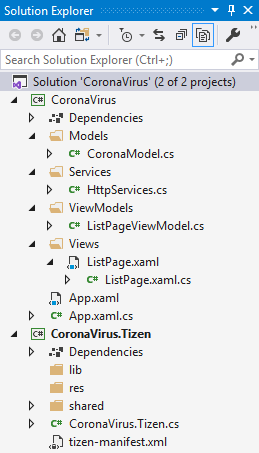 Solution Explorer
Search Solution Explorer (Ctrl+;)
Solution 'CoronaVirus' (2 of 2 projects)
C# CoronaVirus
Dependencies
Models
C# CoronaModel.cs
Services
C# HttpServices.cs
ViewModels
C# ListPageViewModel.cs
Views
ListPage.xaml
C# ListPage.xaml.cs
App.xaml
C# App.xaml.cs
C# CoronaVirus.Tizen
Dependencies
lib
res
shared
C# CoronaVirus.Tizen.cs
tizen-manifest.xml